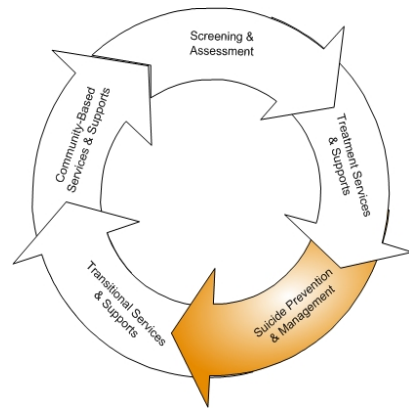 Screening &
Assessment
Treatment Services
& Supports
Suicide Prevention
& Management
Transitional Services
& Supports
Community-Based
Services & Supports